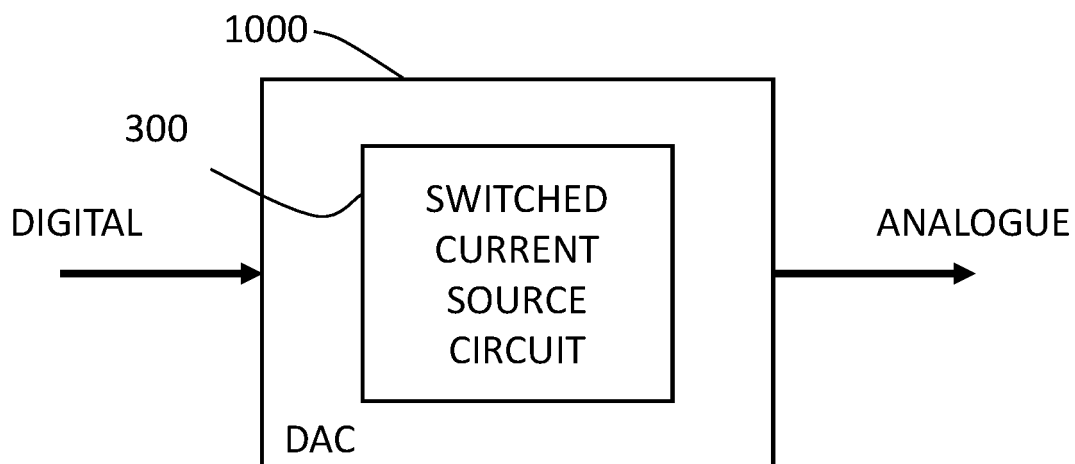 1000
300
DIGITAL
SWITCHED
CURRENT
SOURCE
CIRCUIT
ANALOGUE
DAC